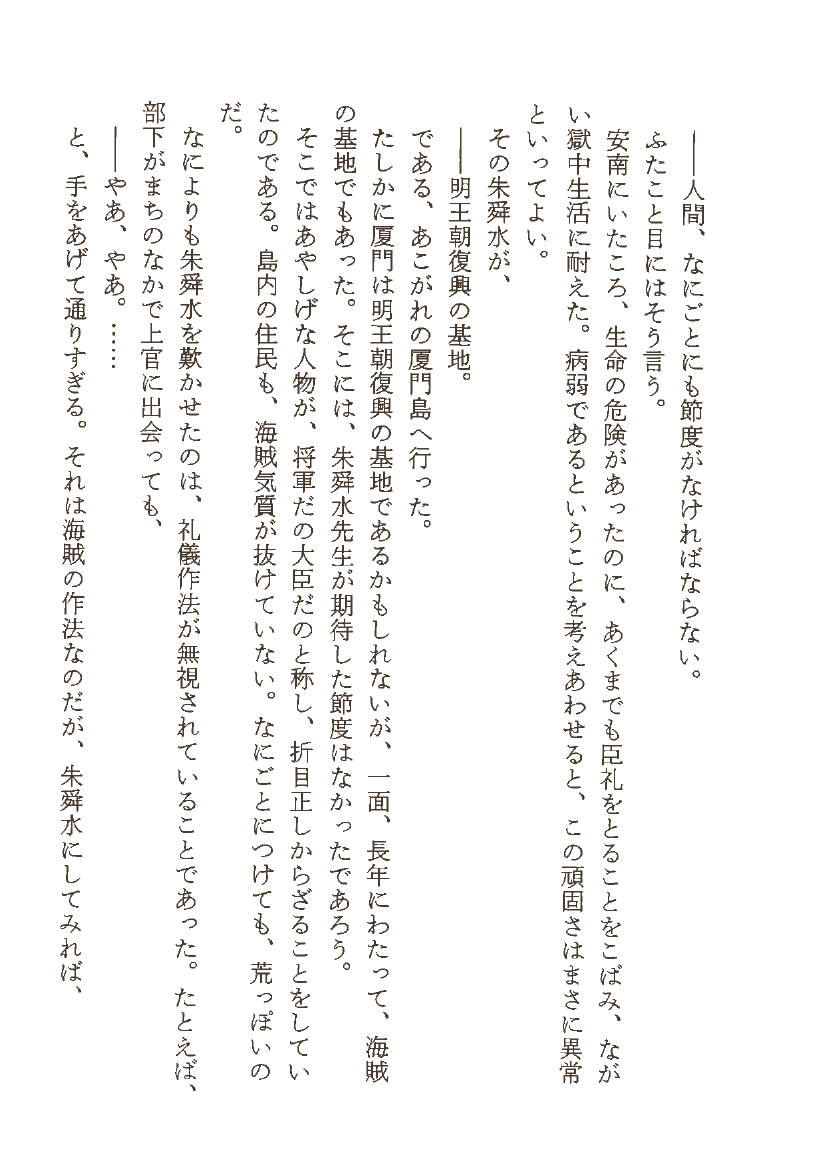 ――人間、なにごとにも節度がなければならない。
ふたこと目にはそう言う。
安南にいたころ、生命の危険があったのに、あくまでも臣礼をとることをこばみ、なが
い獄中生活に耐えた。病弱であるということを考えあわせると、この頑固さはまさに異常
といってよい。
その朱舜水が、
――明王朝復興の基地。
である、あこがれの厦門島へ行った。
たしかに厦門は明王朝復興の基地であるかもしれないが、一面、長年にわたって、海賊
の基地でもあった。そこには、朱舜水先生が期待した節度はなかったであろう。
そこではあやしげな人物が、将軍だの大臣だのと称し、折目正しからざることをしてい
たのである。島内の住民も、海賊気質が抜けていない。なにごとにつけても、荒っぽいの
だ。
なによりも朱舜水を歎かせたのは、礼儀作法が無視されていることであった。たとえば、
部下がまちのなかで上官に出会っても、
――やあ、やあ。……
と、手をあげて通りすぎる。それは海賊の作法なのだが、朱舜水にしてみれば、